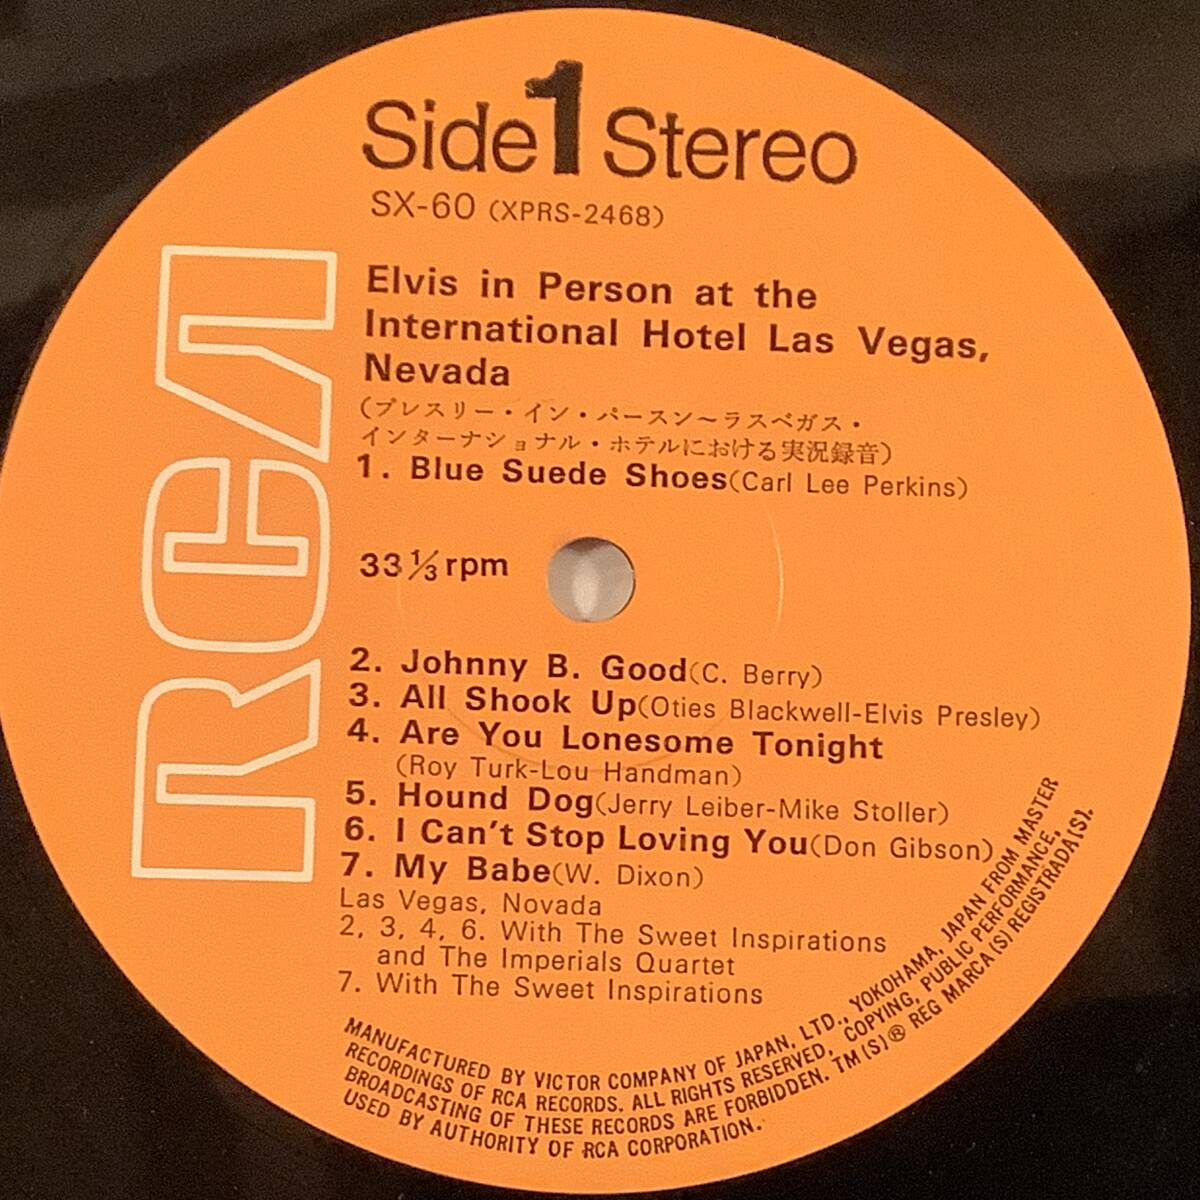 Side 1 Stereo
SX-60 (XPRS-2468)
RCA
Elvis in Person at the
International Hotel Las Vegas,
Nevada
(プレスリー・イン・パースン〜ラスベガス・
インターナショナル・ホテルにおける実況録音)
1. Blue Suede Shoes(Carl Lee Perkins)
33⅓rpm
2. Johnny B. Good(C. Berry)
3. All Shook Up(Oties Blackwell-Elvis Presley)
4. Are You Lonesome Tonight
(Roy Turk-Lou Handman)
5. Hound Dog(Jerry Leiber-Mike Stoller)
6. I Can't Stop Loving You(Don Gibson)
7. My Babe(W. Dixon)
Las Vegas, Novada
2, 3, 4, 6. With The Sweet Inspirations
and The Imperials Quartet
7. With The Sweet Inspirations
MANUFACTURED BY VICTOR COMPANY OF JAPAN, LTD., YOKOHAMA, JAPAN FROM MASTER
RECORDINGS OF RCA RECORDS. ALL RIGHTS RESERVED, COPYING, PUBLIC PERFORMANCE,
BROADCASTING OF THESE RECORDS ARE FORBIDDEN. TM(S)® REG MARCA(S) REGISTRADA(S).
USED BY AUTHORITY OF RCA CORPORATION.